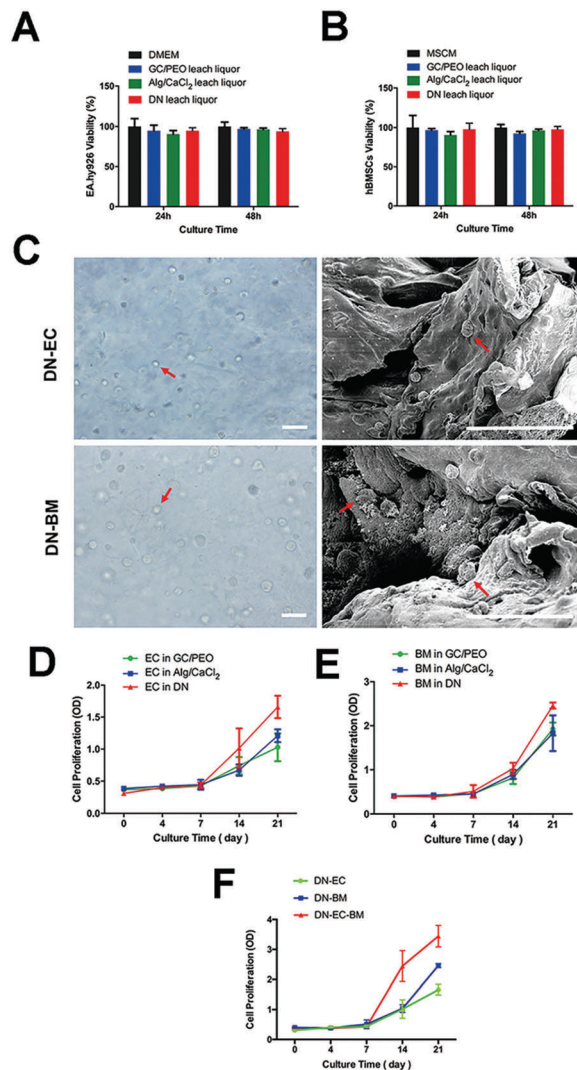 A
DMEM
GC/PEO leach liquor
Alg/CaCl₂ leach liquor
DN leach liquor
EA.hy926 Viability (%)
150
100
50
0
24h
48h
Culture Time
B
MSCM
GC/PEO leach liquor
Alg/CaCl₂ leach liquor
DN leach liquor
hBMSCs Viability (%)
150
100
50
0
24h
48h
Culture Time
C
DN-EC
DN-BM
D
EC in GC/PEO
EC in Alg/CaCl₂
EC in DN
Cell Proliferation (OD)
2.0
1.5
1.0
0.5
0.0
0 4 7 14 21
Culture Time ( day )
E
BM in GC/PEO
BM in Alg/CaCl₂
BM in DN
Cell Proliferation (OD)
3
2
1
0
0 4 7 14 21
Culture Time ( day )
F
DN-EC
DN-BM
DN-EC-BM
Cell Proliferation (OD)
4
3
2
1
0
0 4 7 14 21
Culture Time ( day )